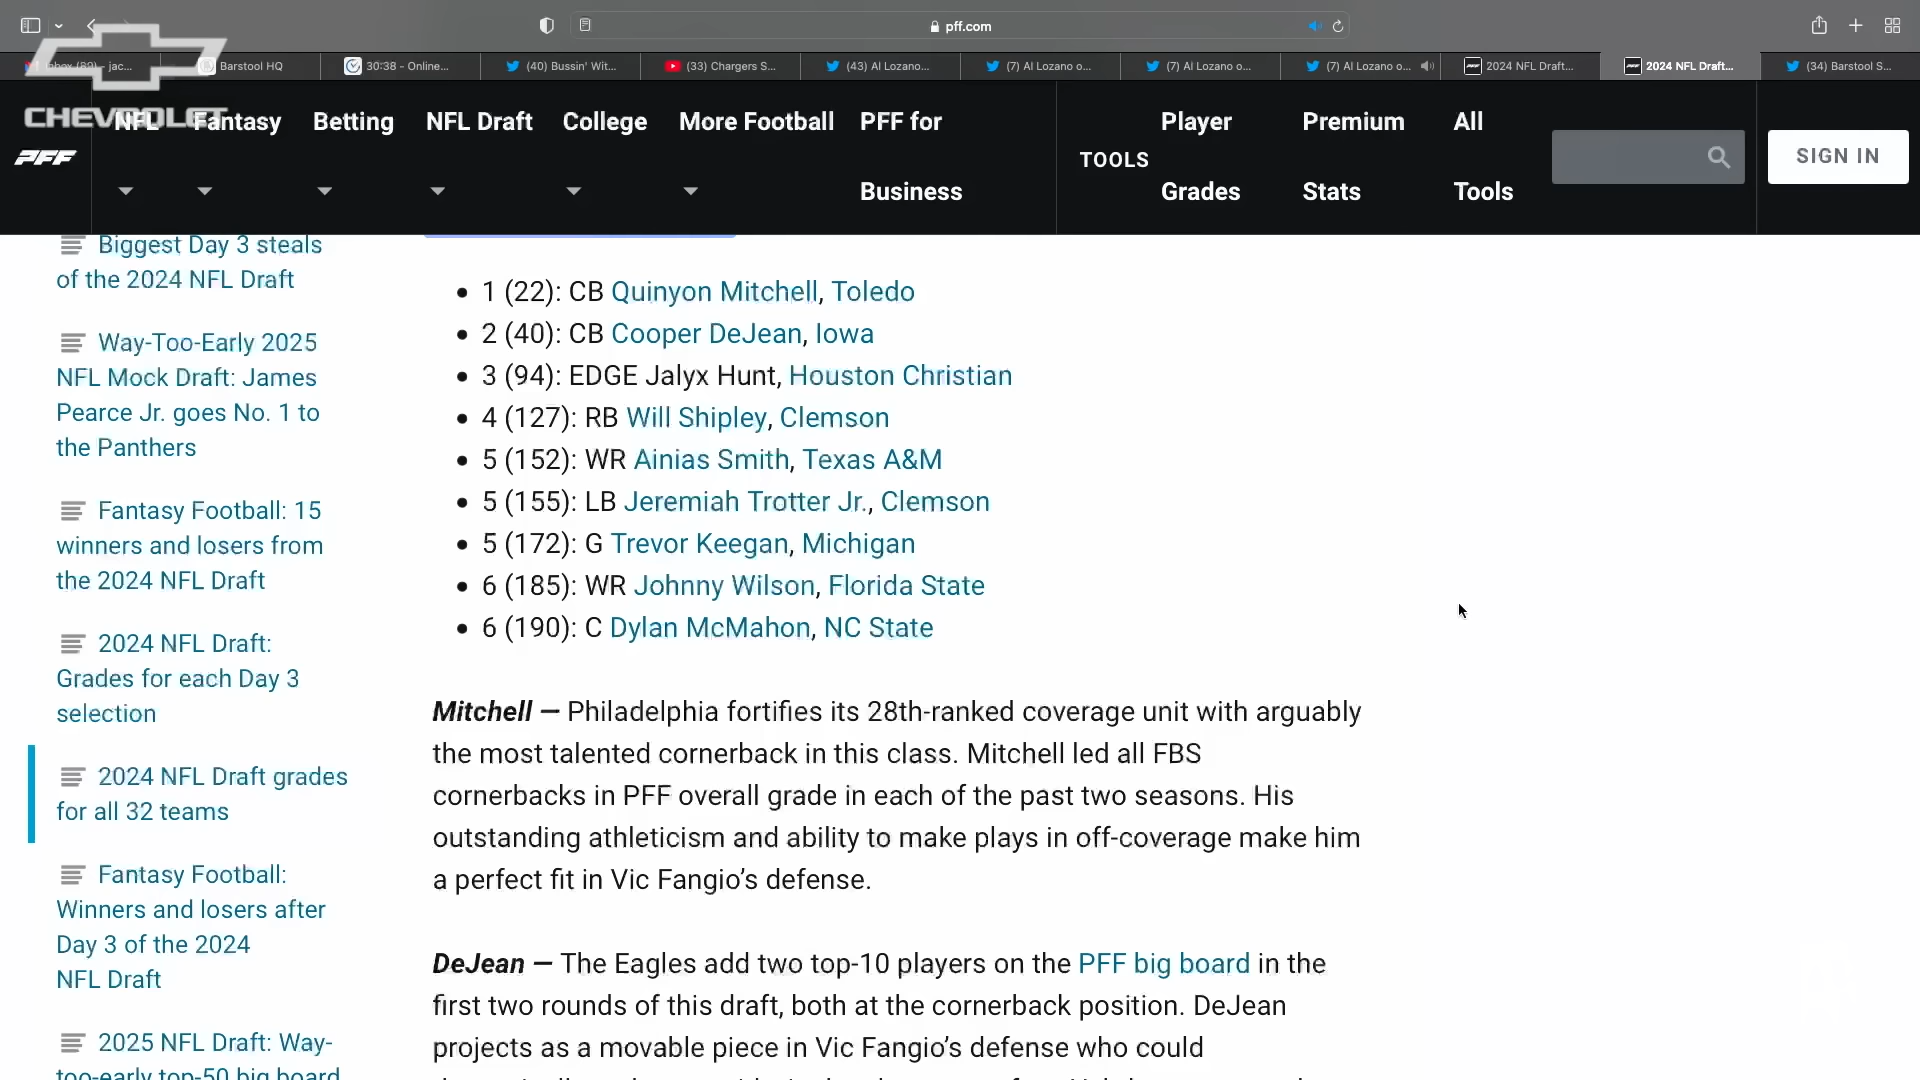 pff.com
Inbox (89) – jac...
Barstool HQ
30:38 - Online...
(40) Bussin' Wit...
(33) Chargers S...
(43) Al Lozano...
(7) Al Lozano o...
(7) Al Lozano o...
(7) Al Lozano o...
2024 NFL Draft...
2024 NFL Draft...
(34) Barstool S...
CHEVROLET
PFF
NFL
Fantasy
Betting
NFL Draft
College
More Football
PFF for
Business
TOOLS
Player
Grades
Premium
Stats
All
Tools
SIGN IN
Biggest Day 3 steals
of the 2024 NFL Draft
Way-Too-Early 2025
NFL Mock Draft: James
Pearce Jr. goes No. 1 to
the Panthers
Fantasy Football: 15
winners and losers from
the 2024 NFL Draft
2024 NFL Draft:
Grades for each Day 3
selection
2024 NFL Draft grades
for all 32 teams
Fantasy Football:
Winners and losers after
Day 3 of the 2024
NFL Draft
2025 NFL Draft: Way-
too-early top-50 big board
• 1 (22): CB Quinyon Mitchell, Toledo
• 2 (40): CB Cooper DeJean, Iowa
• 3 (94): EDGE Jalyx Hunt, Houston Christian
• 4 (127): RB Will Shipley, Clemson
• 5 (152): WR Ainias Smith, Texas A&M
• 5 (155): LB Jeremiah Trotter Jr., Clemson
• 5 (172): G Trevor Keegan, Michigan
• 6 (185): WR Johnny Wilson, Florida State
• 6 (190): C Dylan McMahon, NC State
Mitchell — Philadelphia fortifies its 28th-ranked coverage unit with arguably
the most talented cornerback in this class. Mitchell led all FBS
cornerbacks in PFF overall grade in each of the past two seasons. His
outstanding athleticism and ability to make plays in off-coverage make him
a perfect fit in Vic Fangio’s defense.
DeJean — The Eagles add two top-10 players on the PFF big board in the
first two rounds of this draft, both at the cornerback position. DeJean
projects as a movable piece in Vic Fangio’s defense who could